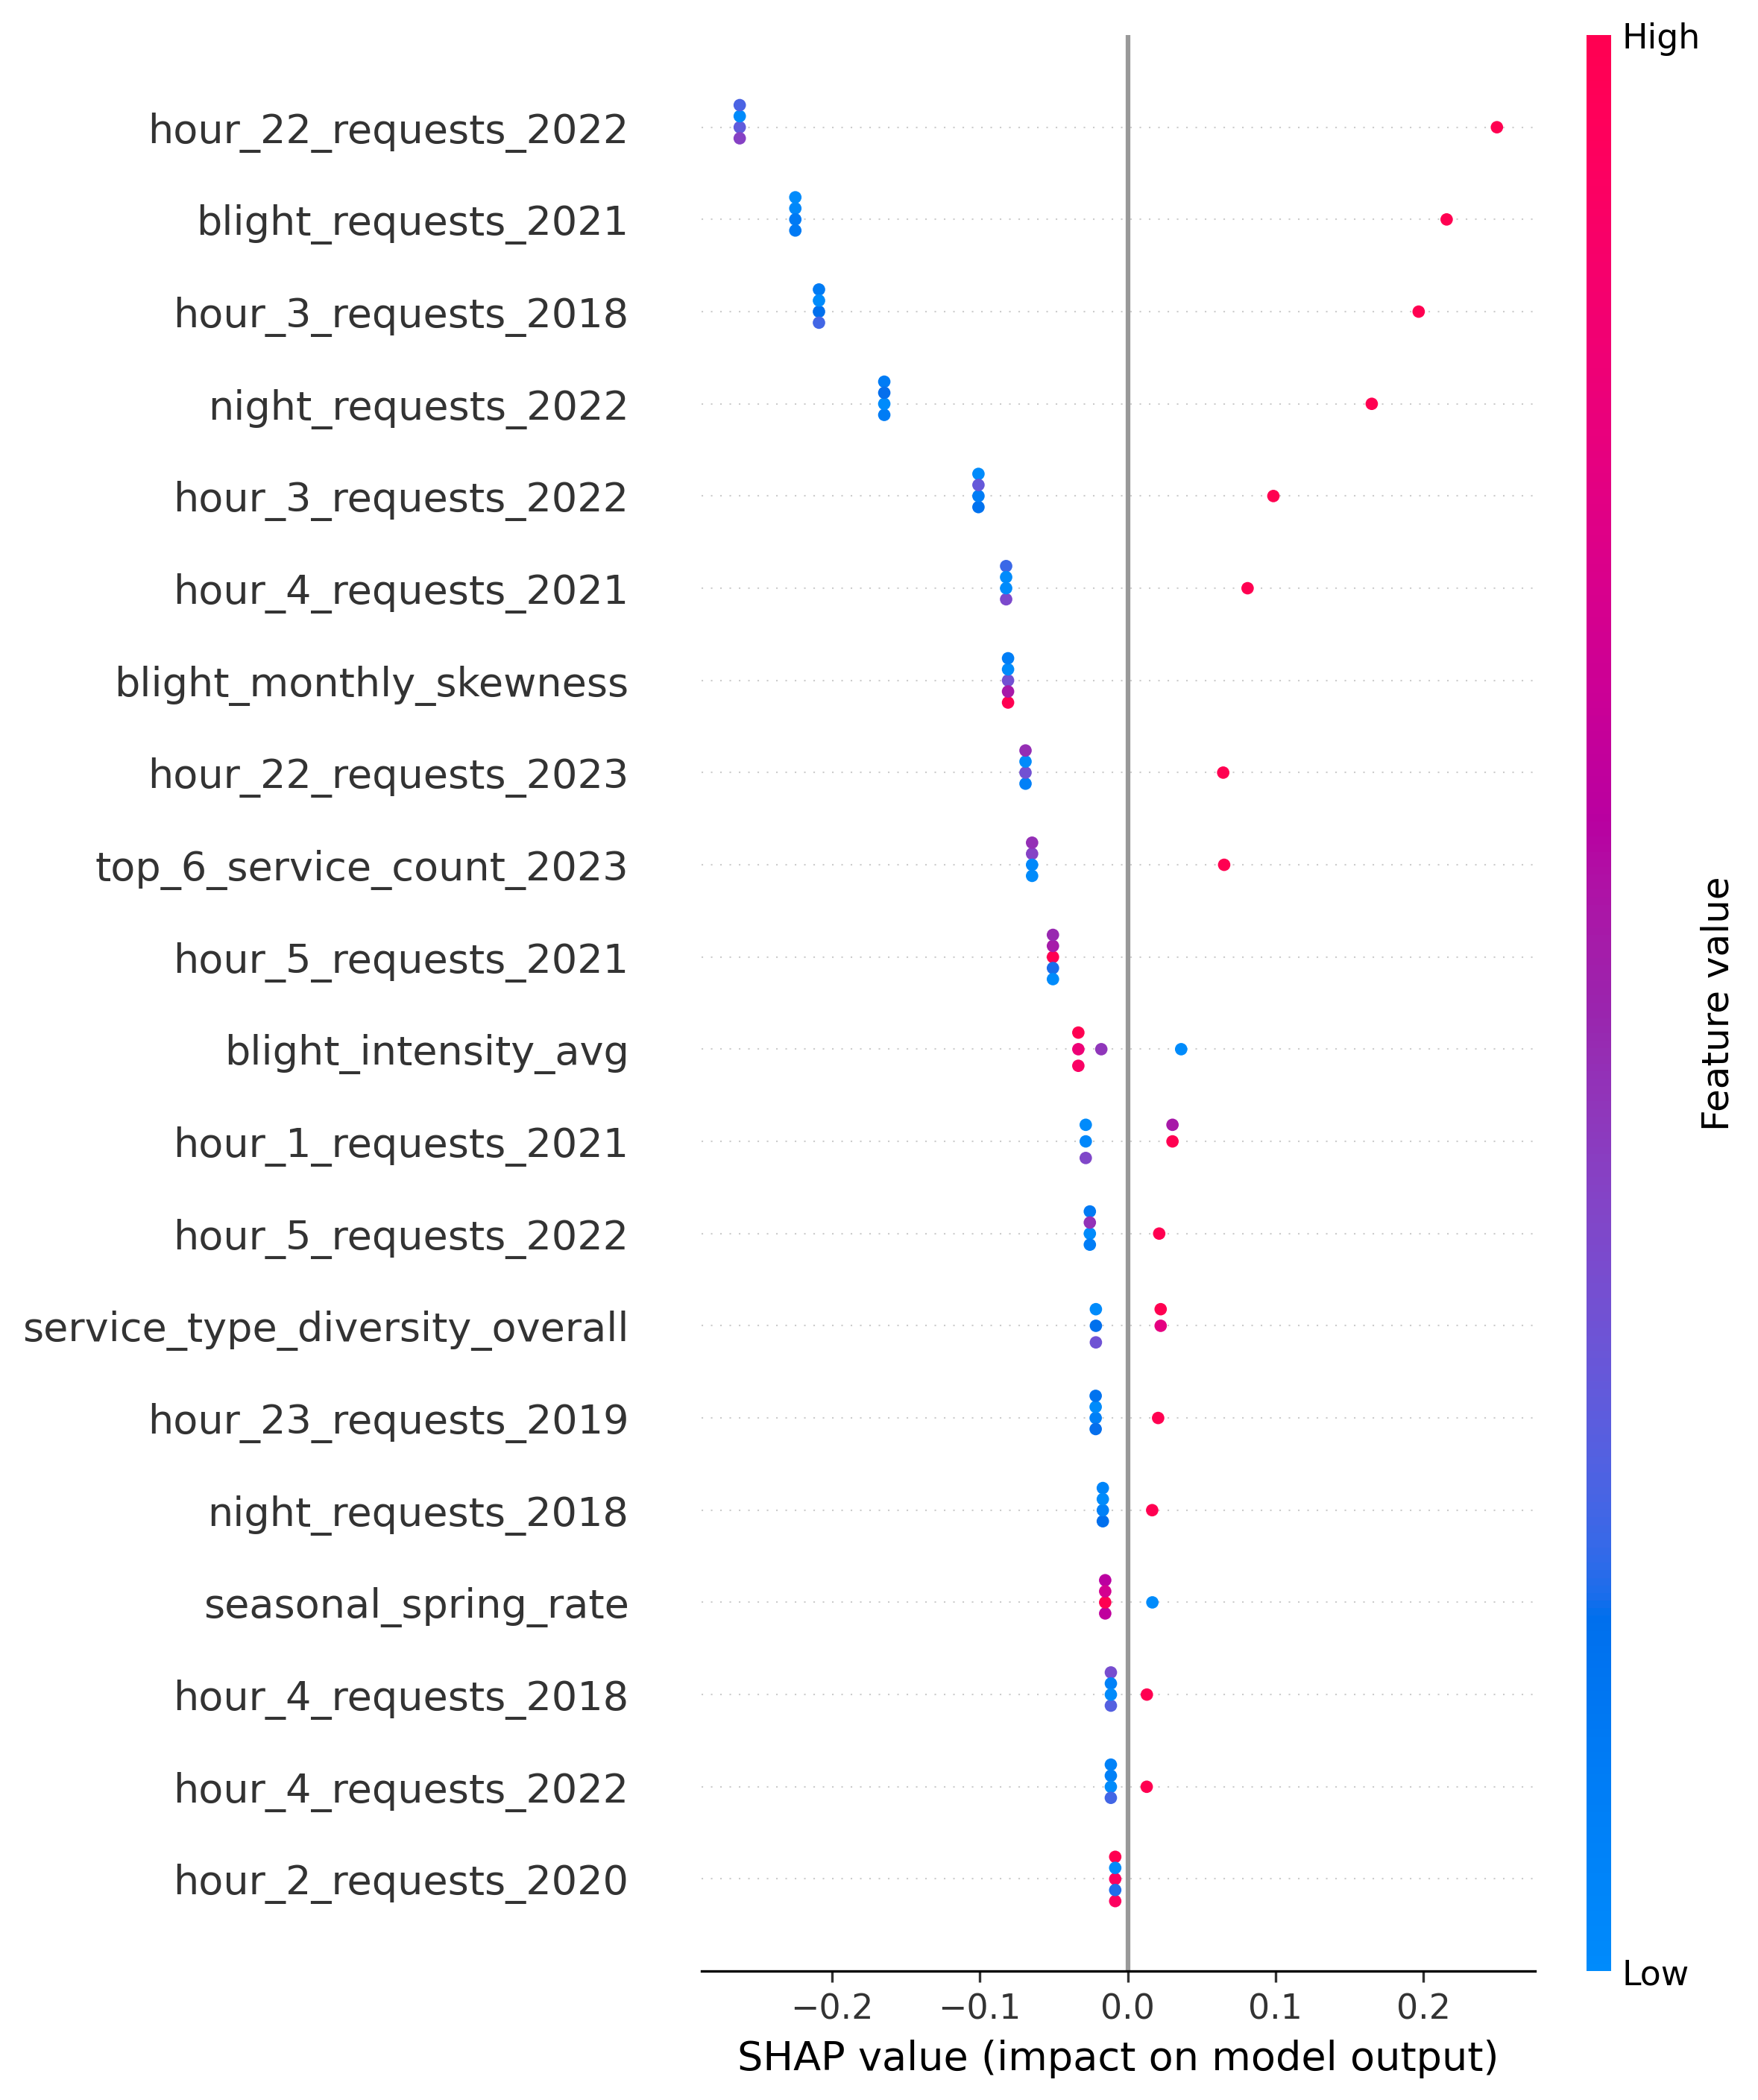 High
hour_22_requests_2022
blight_requests_2021
hour_3_requests_2018
night_requests_2022
hour_3_requests_2022
hour_4_requests_2021
blight_monthly_skewness
hour_22_requests_2023
top_6_service_count_2023
hour_5_requests_2021
blight_intensity_avg
hour_1_requests_2021
hour_5_requests_2022
service_type_diversity_overall
hour_23_requests_2019
night_requests_2018
seasonal_spring_rate
hour_4_requests_2018
hour_4_requests_2022
hour_2_requests_2020
Feature value
Low
−0.2 −0.1 0.0 0.1 0.2
SHAP value (impact on model output)